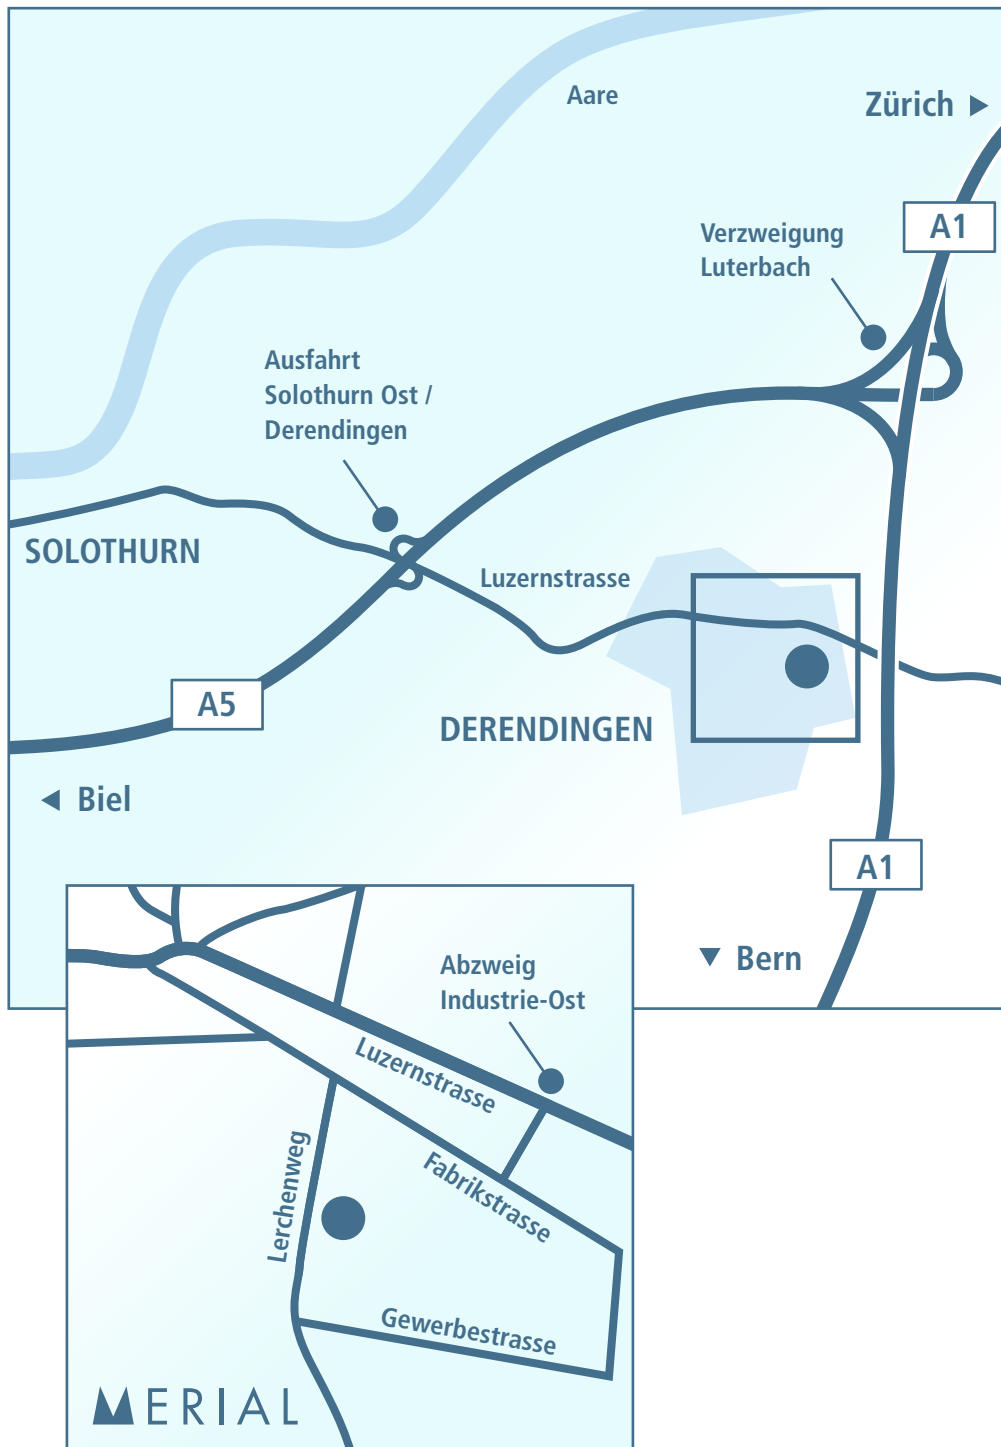 Aare
Zürich
A1
Verzweigung
Luterbach
Ausfahrt
Solothurn Ost /
Derendingen
SOLOTHURN
Luzernstrasse
A5
DERENDINGEN
Biel
A1
Bern
Abzweig
Industrie-Ost
Luzernstrasse
Fabrikstrasse
Lerchenweg
Gewerbestrasse
MERIAL